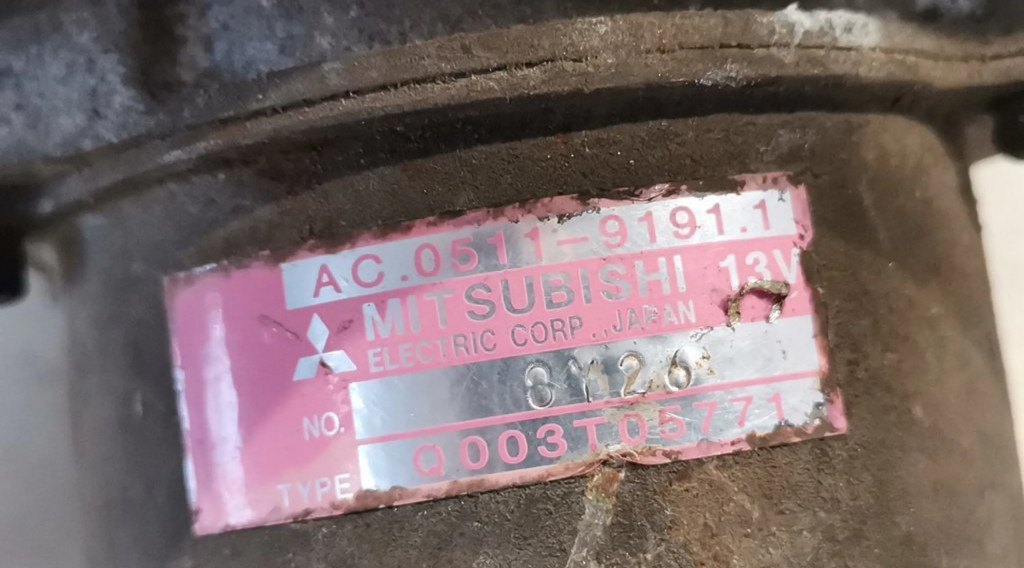 AC.0511-9191.1
MITSUBISHI 13V
ELECTRIC CORP., JAPAN
NO. 8Y26
TYPE Q003T05771